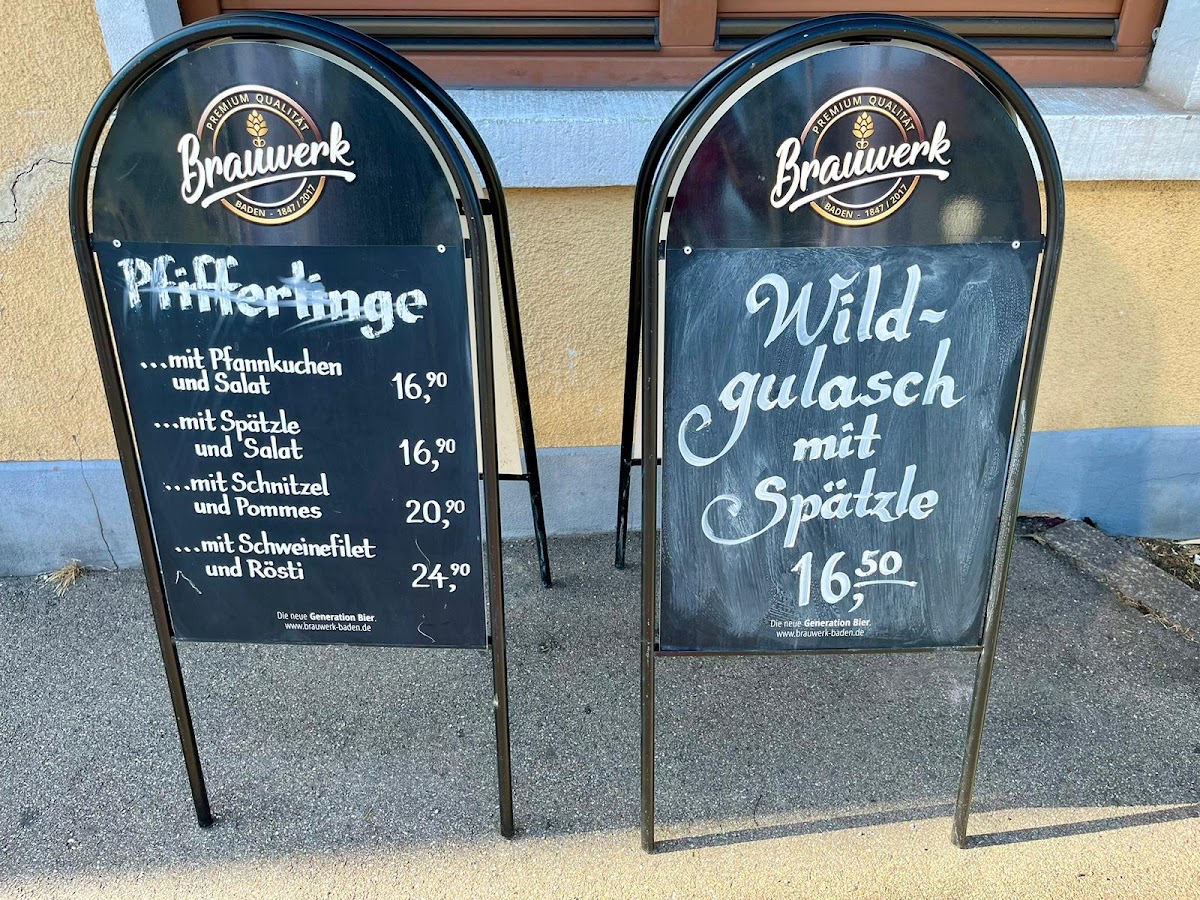 PREMIUM QUALITÄT
Brauwerk
BADEN - 1847 / 2017
Pfifferlinge
...mit Pfannkuchen
und Salat 16,90
...mit Spätzle
und Salat 16,90
...mit Schnitzel
und Pommes 20,90
...mit Schweinefilet
und Rösti 24,90
Die neue Generation Bier.
www.brauwerk-baden.de
PREMIUM QUALITÄT
Brauwerk
BADEN - 1847 / 2017
Wild-
gulasch
mit
Spätzle
16,50
Die neue Generation Bier.
www.brauwerk-baden.de